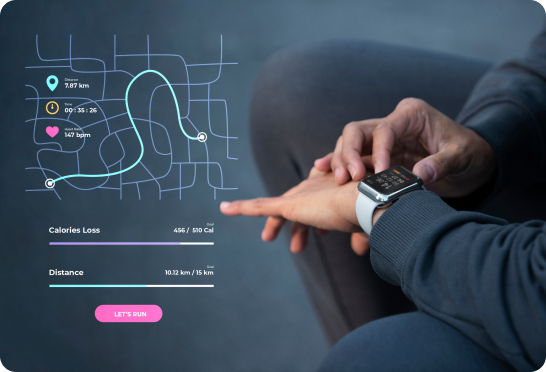 Distance
7.87 km
Time
00 : 35 : 26
Heart Rate
147 bpm
Goal
Calories Loss 456 / 510 Cal
Goal
Distance 10.12 km / 15 km
LET'S RUN